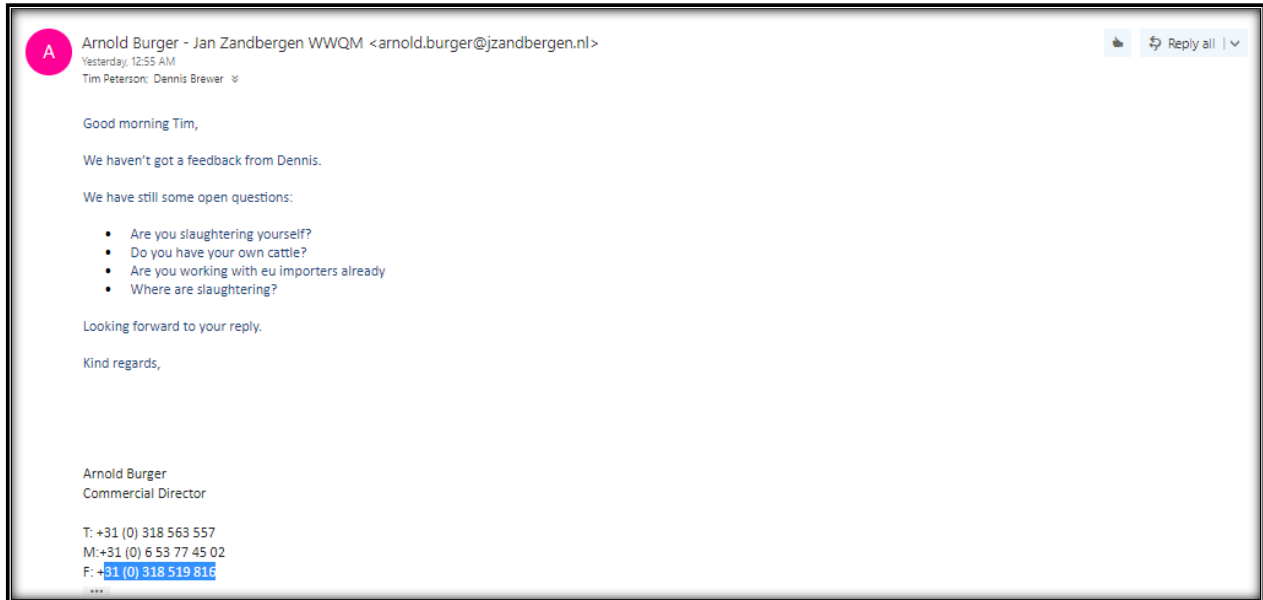 A
Arnold Burger - Jan Zandbergen WWQM <arnold.burger@jzandbergen.nl>
Reply all
Yesterday, 12:55 AM
Tim Peterson; Dennis Brewer
Good morning Tim,
We haven't got a feedback from Dennis.
We have still some open questions:
• Are you slaughtering yourself?
• Do you have your own cattle?
• Are you working with eu importers already
• Where are slaughtering?
Looking forward to your reply.
Kind regards,
Arnold Burger
Commercial Director
T: +31 (0) 318 563 557
M:+31 (0) 6 53 77 45 02
F: +31 (0) 318 519 816
...